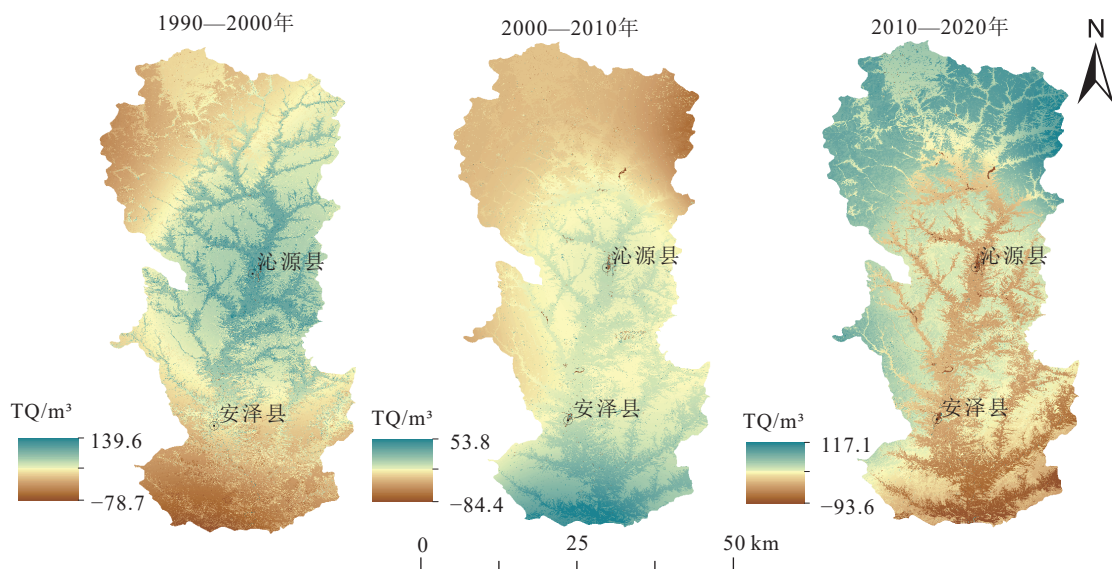 1990—2000年
2000—2010年
2010—2020年
N
沁源县
沁源县
沁源县
安泽县
安泽县
安泽县
TQ/m³
139.6
−78.7
TQ/m³
53.8
−84.4
TQ/m³
117.1
−93.6
0 25 50 km